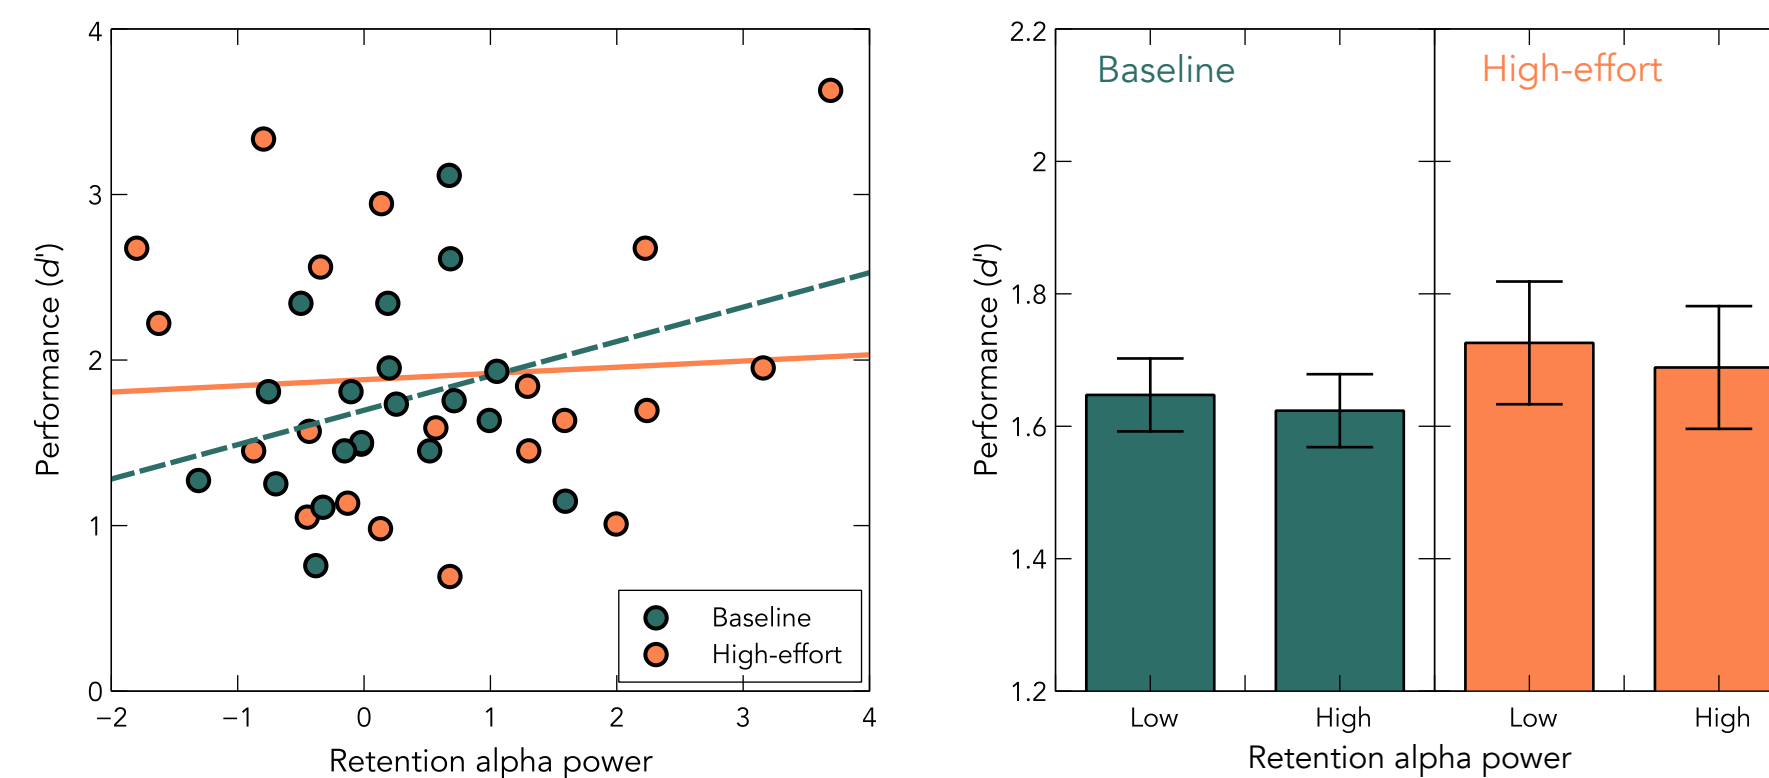 4
3
2
1
0
Performance (d')
−2 −1 0 1 2 3 4
Retention alpha power
Baseline
High-effort
2.2
2
1.8
1.6
1.4
1.2
Performance (d')
Baseline
High-effort
Low High Low High
Retention alpha power